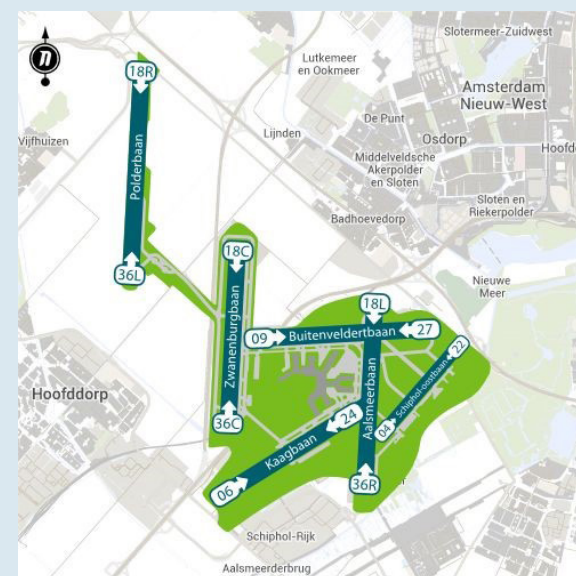 n
18R
Slotermeer-Zuidwest
Lutkemeer
en Ookmeer
Amsterdam
Nieuw-West
De Punt
Lijnden
Osdorp
Vijfhuizen
Polderbaan
Middelveldsche
Akerpolder
en Sloten
Sloten en
Riekerpolder
Badhoevedorp
36L
18C
Nieuwe
Meer
18L
09
Buitenveldertbaan
27
22
Zwanenburgbaan
Aalsmeerbaan
Schiphol-oostbaan
Hoofddorp
36C
24
04
Kaagbaan
06
36R
Schiphol-Rijk
Aalsmeerderbrug